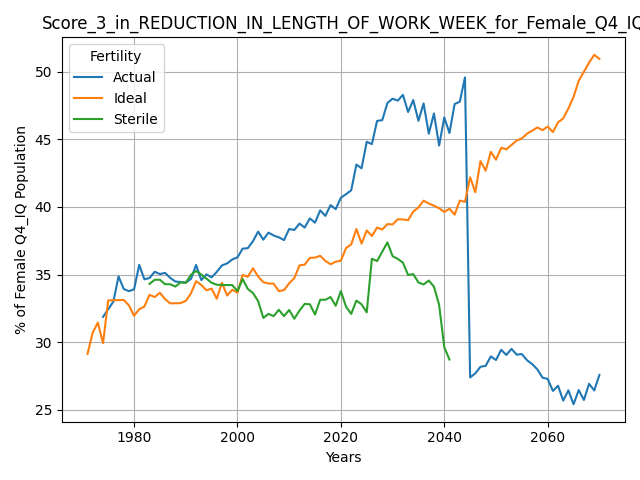 Score_3_in_REDUCTION_IN_LENGTH_OF_WORK_WEEK_for_Female_Q4_IQ
Fertility
Actual
Ideal
Sterile
% of Female Q4_IQ Population
50
45
40
35
30
25
1980
2000
2020
2040
2060
Years